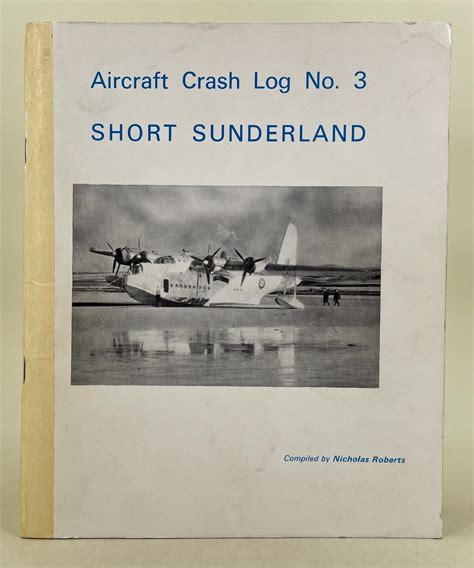 Aircraft Crash Log No. 3
SHORT SUNDERLAND
Compiled by Nicholas Roberts